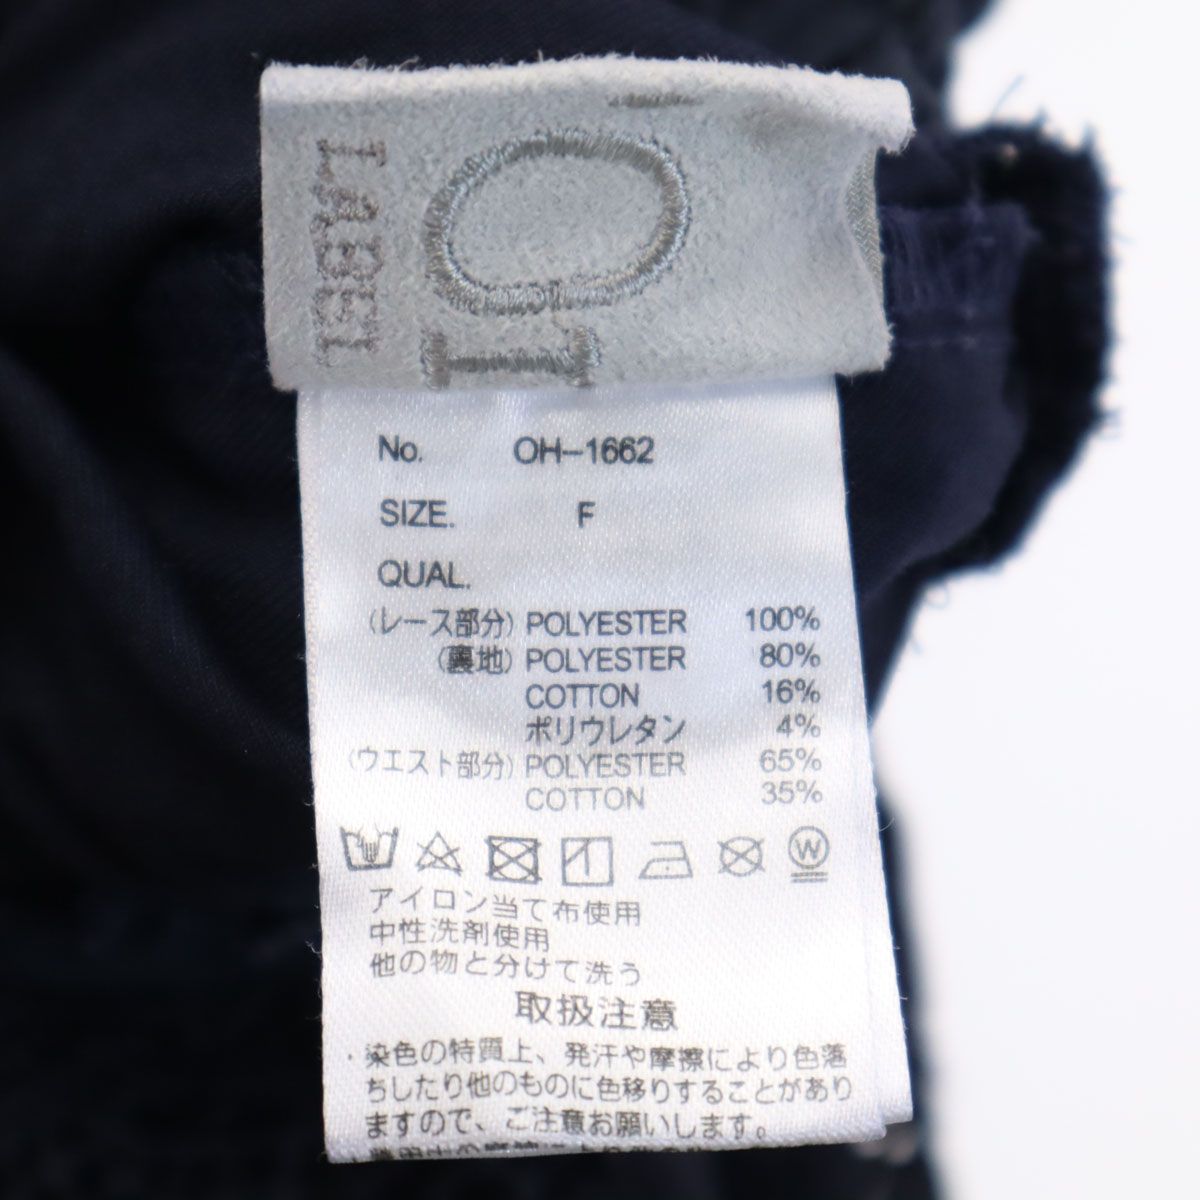 LABEL
No. OH-1662
SIZE. F
QUAL.
(レース部分) POLYESTER 100%
(裏地) POLYESTER 80%
COTTON 16%
ポリウレタン 4%
(ウエスト部分) POLYESTER 65%
COTTON 35%
W
アイロン当て布使用
中性洗剤使用
他の物と分けて洗う
取扱注意
・染色の特質上、発汗や摩擦により色落
ちしたり他のものに色移りすることがあり
ますので、ご注意お願いします。